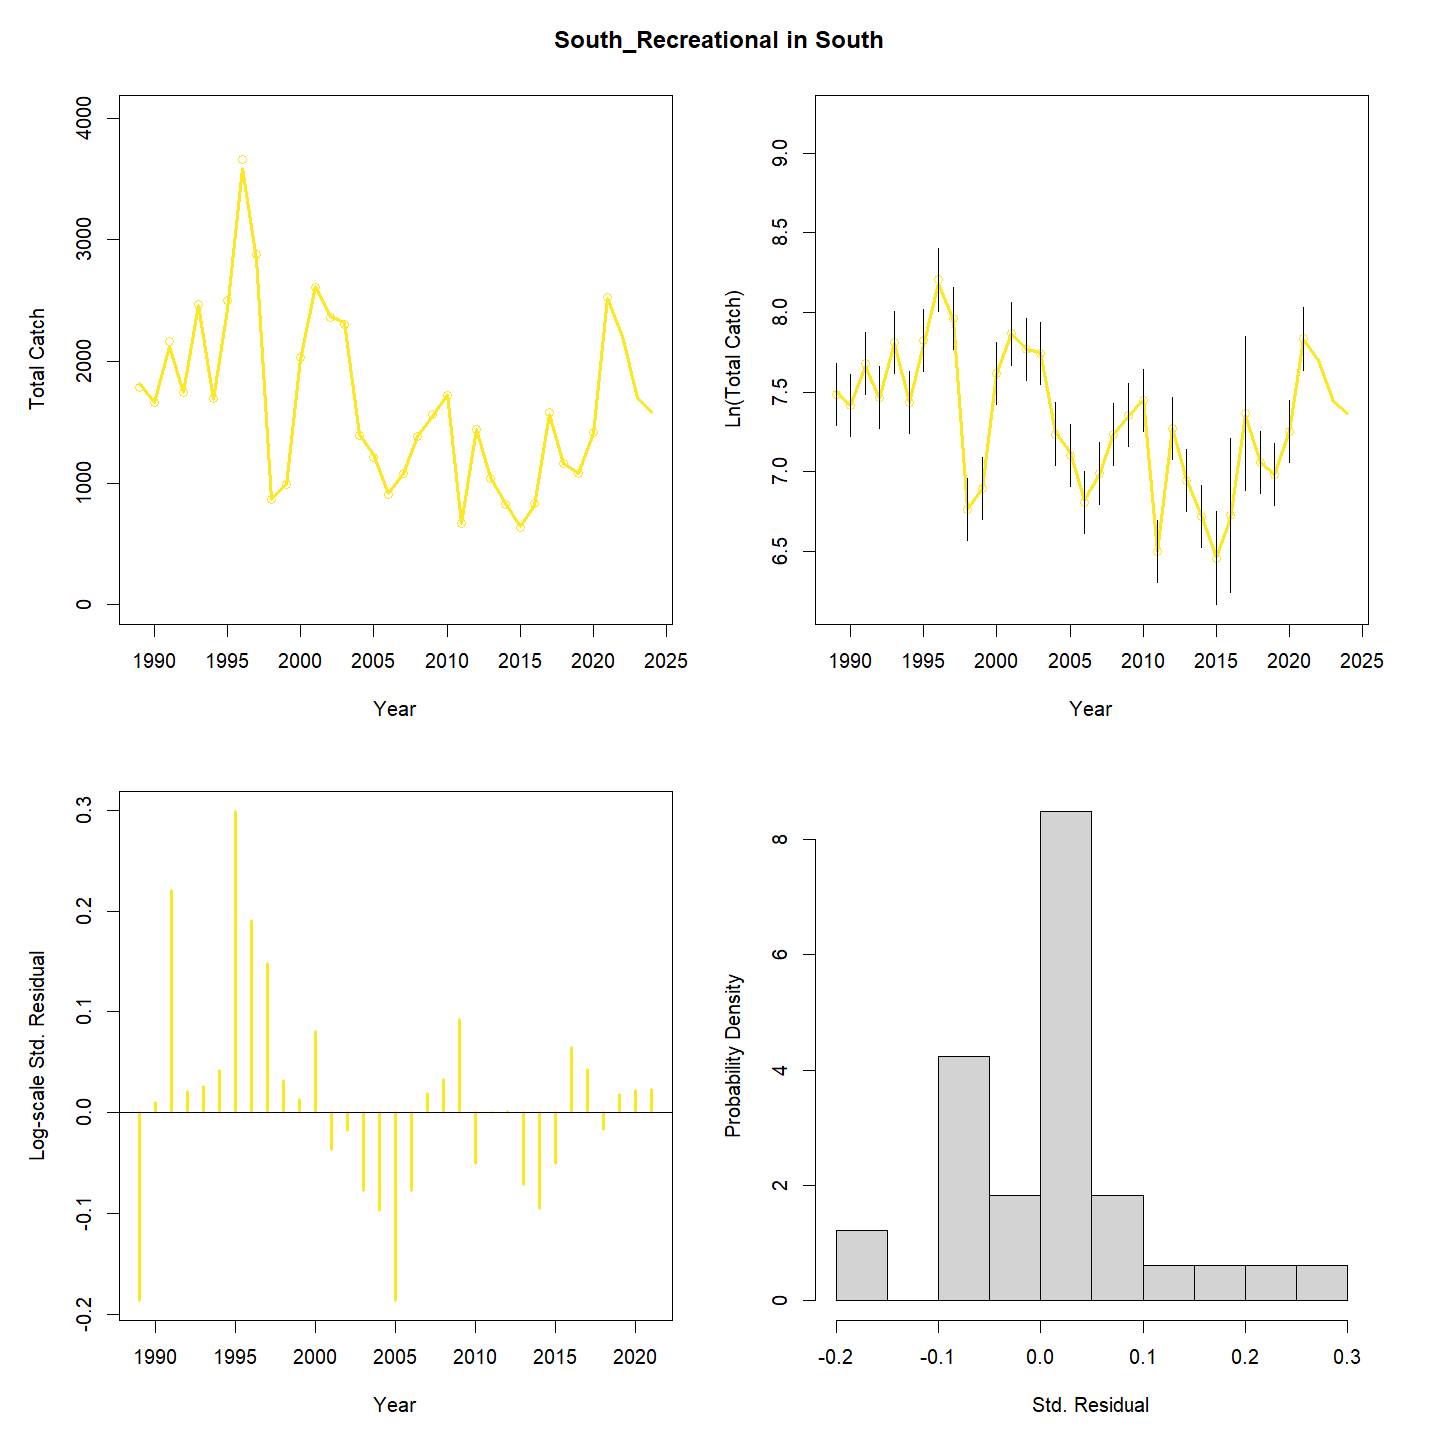 South_Recreational in South
Total Catch
4000
3000
2000
1000
0
1990 1995 2000 2005 2010 2015 2020 2025
Year
Ln(Total Catch)
9.0
8.5
8.0
7.5
7.0
6.5
1990 1995 2000 2005 2010 2015 2020 2025
Year
Log-scale Std. Residual
0.3
0.2
0.1
0.0
-0.1
-0.2
1990 1995 2000 2005 2010 2015 2020
Year
Probability Density
8
6
4
2
0
-0.2 -0.1 0.0 0.1 0.2 0.3
Std. Residual